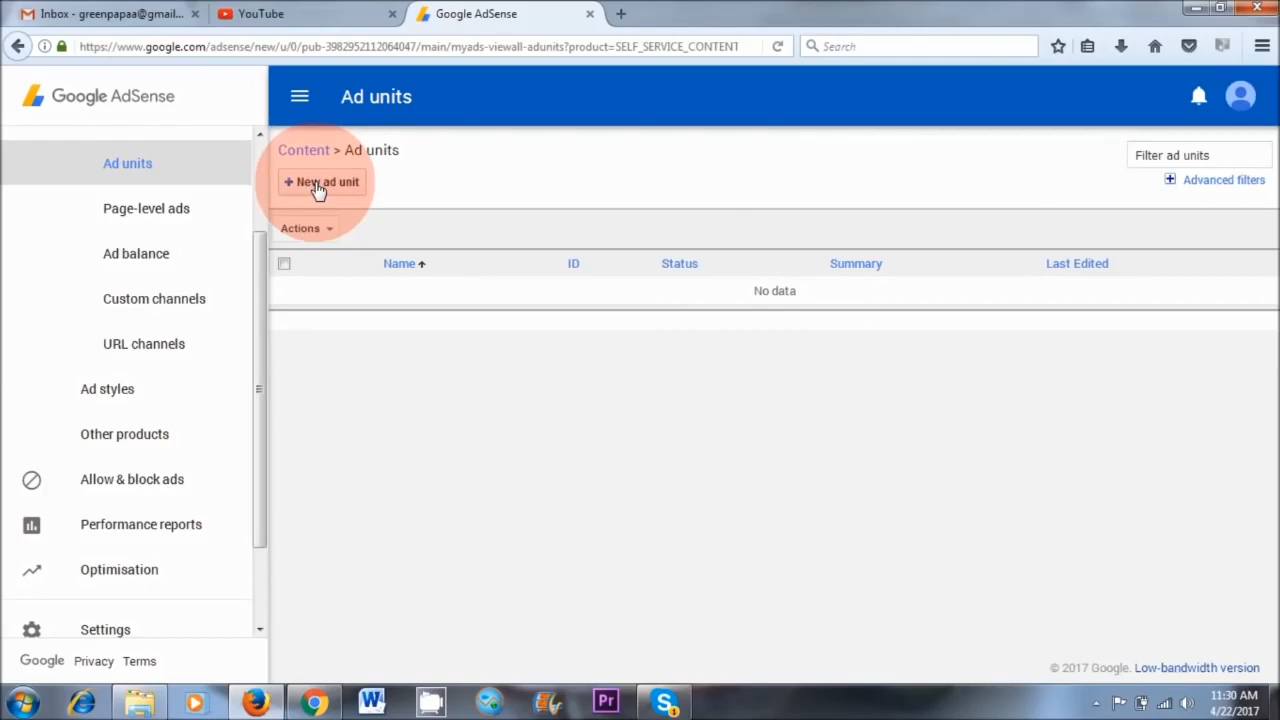 Inbox - greenpapaa@gmail... YouTube Google AdSense
https://www.google.com/adsense/new/u/0/pub-3982952112064047/main/myads-viewall-adunits?product=SELF_SERVICE_CONTENT Search
Google AdSense
Ad units
Content > Ad units
Filter ad units
Ad units
+ New ad unit
Advanced filters
Page-level ads
Actions
Ad balance
Name ID Status Summary Last Edited
No data
Custom channels
URL channels
Ad styles
Other products
Allow & block ads
Performance reports
Optimisation
Settings
Google Privacy Terms
© 2017 Google. Low-bandwidth version
W Pr S 1
11:30 AM
4/22/2017